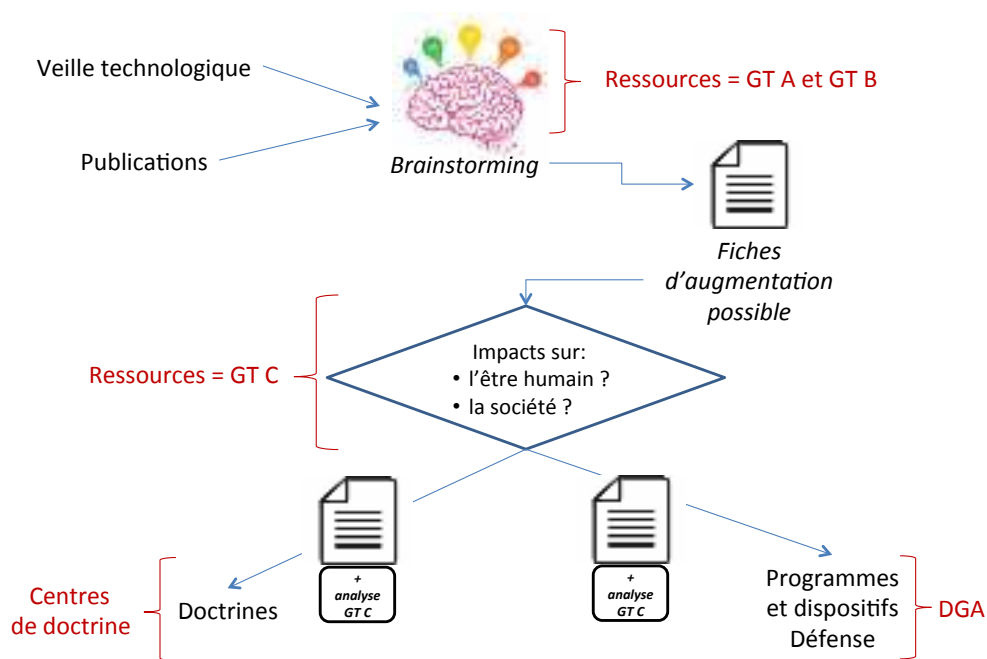 Veille technologique
Ressources = GT A et GT B
Publications
Brainstorming
Fiches
d’augmentation
possible
Impacts sur:
• l’être humain ?
• la société ?
Ressources = GT C
+
analyse
GT C
+
analyse
GT C
Centres
de doctrine
Doctrines
Programmes
et dispositifs
Défense
DGA